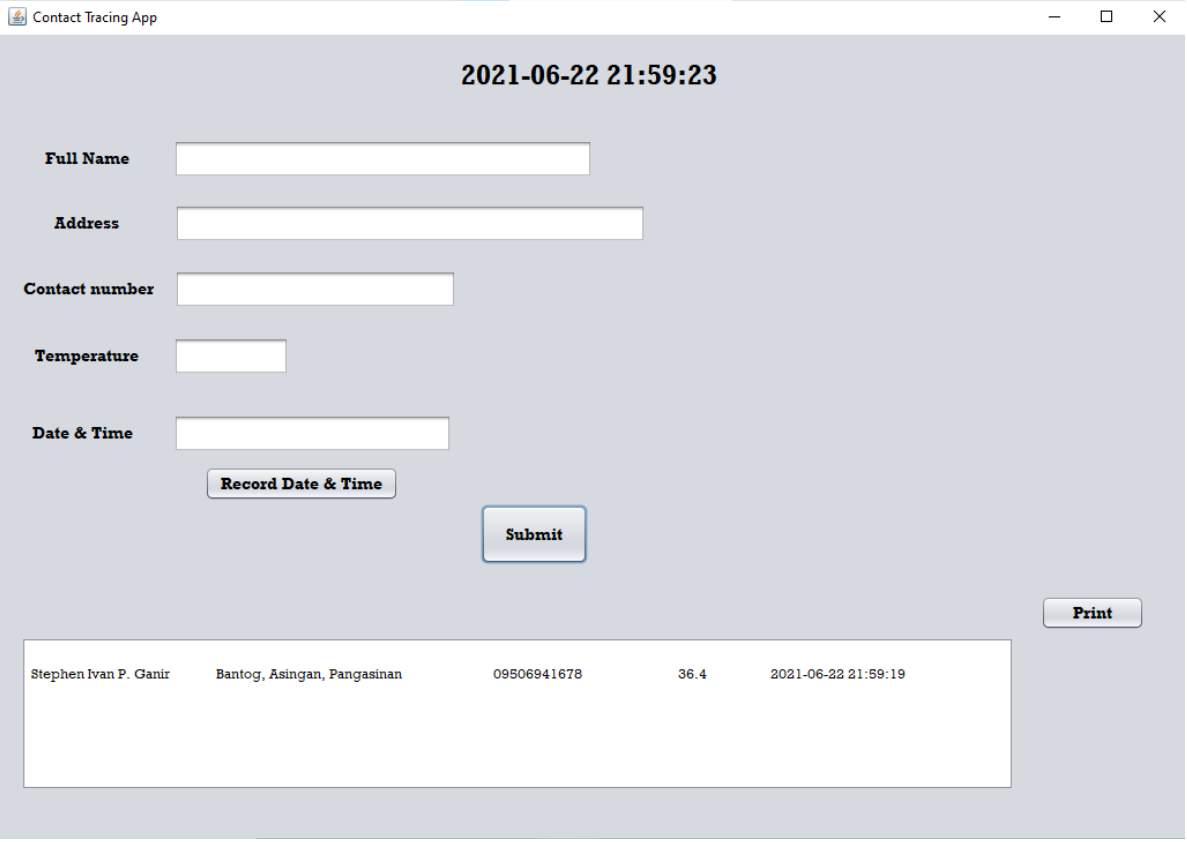 Contact Tracing App
2021-06-22 21:59:23
Full Name
Address
Contact number
Temperature
Date & Time
Record Date & Time
Submit
Print
Stephen Ivan P. Ganir Bantog, Asingan, Pangasinan 09506941678 36.4 2021-06-22 21:59:19